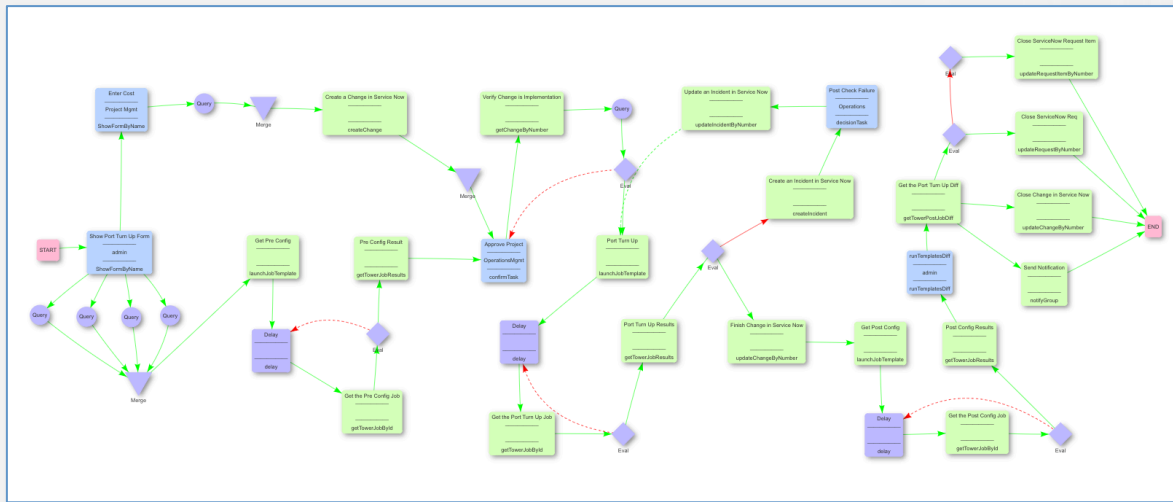 START
Show Port Turn Up Form
admin
ShowFormByName
Query
Query
Query
Query
Merge
Enter Cost
Project Mgmt
ShowFormByName
Query
Merge
Create a Change in Service Now
createChange
Merge
Get Pre Config
launchJobTemplate
Delay
delay
Get the Pre Config Job
getTowerJobById
Eval
Pre Config Result
getTowerJobResults
Approve Project
OperationsMgmt
confirmTask
Verify Change is Implementation
getChangeByNumber
Query
Eval
Port Turn Up
launchJobTemplate
Delay
delay
Get the Port Turn Up Job
getTowerJobById
Eval
Port Turn Up Results
getTowerJobResults
Eval
Create an Incident in Service Now
createIncident
Post Check Failure
Operations
decisionTask
Update an Incident in Service Now
updateIncidentByNumber
Finish Change in Service Now
updateChangeByNumber
Get Post Config
launchJobTemplate
Delay
delay
Get the Post Config Job
getTowerJobById
Eval
Post Config Results
getTowerJobResults
runTemplatesDiff
admin
runTemplatesDiff
Get the Port Turn Up Diff
getTowerPostJobDiff
Eval
Eval
Close ServiceNow Request Item
updateRequestItemByNumber
Close ServiceNow Req
updateRequestByNumber
Close Change in Service Now
updateChangeByNumber
Send Notification
notifyGroup
END